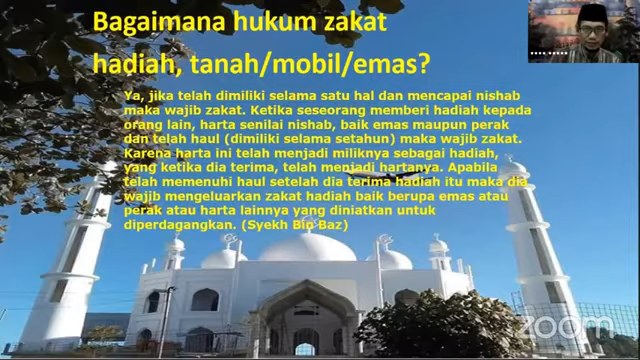 Bagaimana hukum zakat
hadiah, tanah/mobil/emas?
Ya, jika telah dimiliki selama satu hal dan mencapai nishab
maka wajib zakat. Ketika seseorang memberi hadiah kepada
orang lain, harta senilai nishab, baik emas maupun perak
dan telah haul (dimiliki selama setahun) maka wajib zakat.
Karena harta ini telah menjadi miliknya sebagai hadiah,
yang ketika dia terima, telah menjadi hartanya. Apabila
telah memenuhi haul setelah dia terima hadiah itu maka dia
wajib mengeluarkan zakat hadiah baik berupa emas atau
perak atau harta lainnya yang diniatkan untuk
diperdagangkan. (Syekh Bin Baz)
zoom